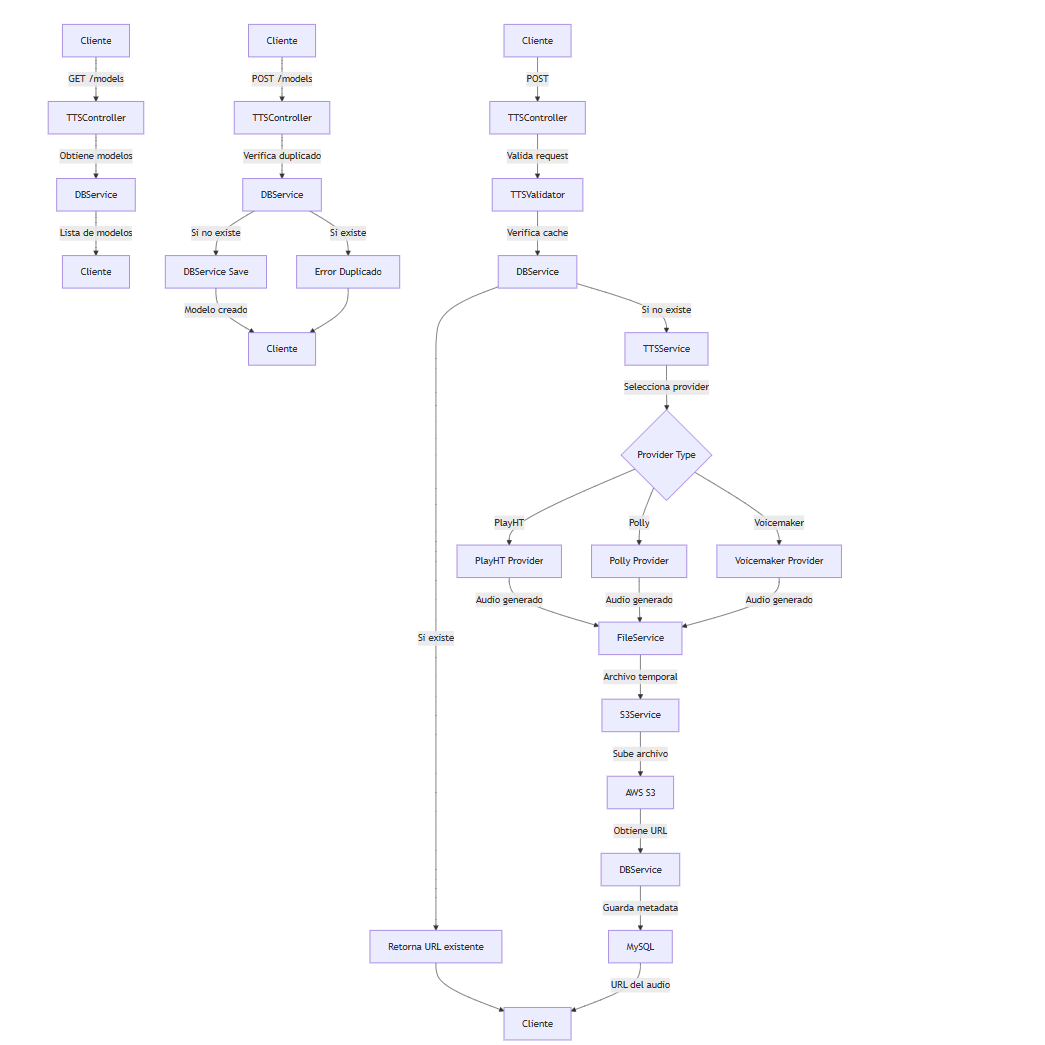 Cliente
GET /models
TTSController
Obtiene modelos
DBService
Lista de modelos
Cliente
Cliente
POST /models
TTSController
Verifica duplicado
DBService
Si no existe
Si existe
DBService Save
Error Duplicado
Modelo creado
Cliente
Cliente
POST
TTSController
Valida request
TTSValidator
Verifica cache
DBService
Si no existe
TTSService
Selecciona provider
Provider Type
PlayHT
Polly
Voicemaker
PlayHT Provider
Polly Provider
Voicemaker Provider
Audio generado
Audio generado
Audio generado
FileService
Si existe
Archivo temporal
S3Service
Sube archivo
AWS S3
Obtiene URL
DBService
Guarda metadata
Retorna URL existente
MySQL
URL del audio
Cliente